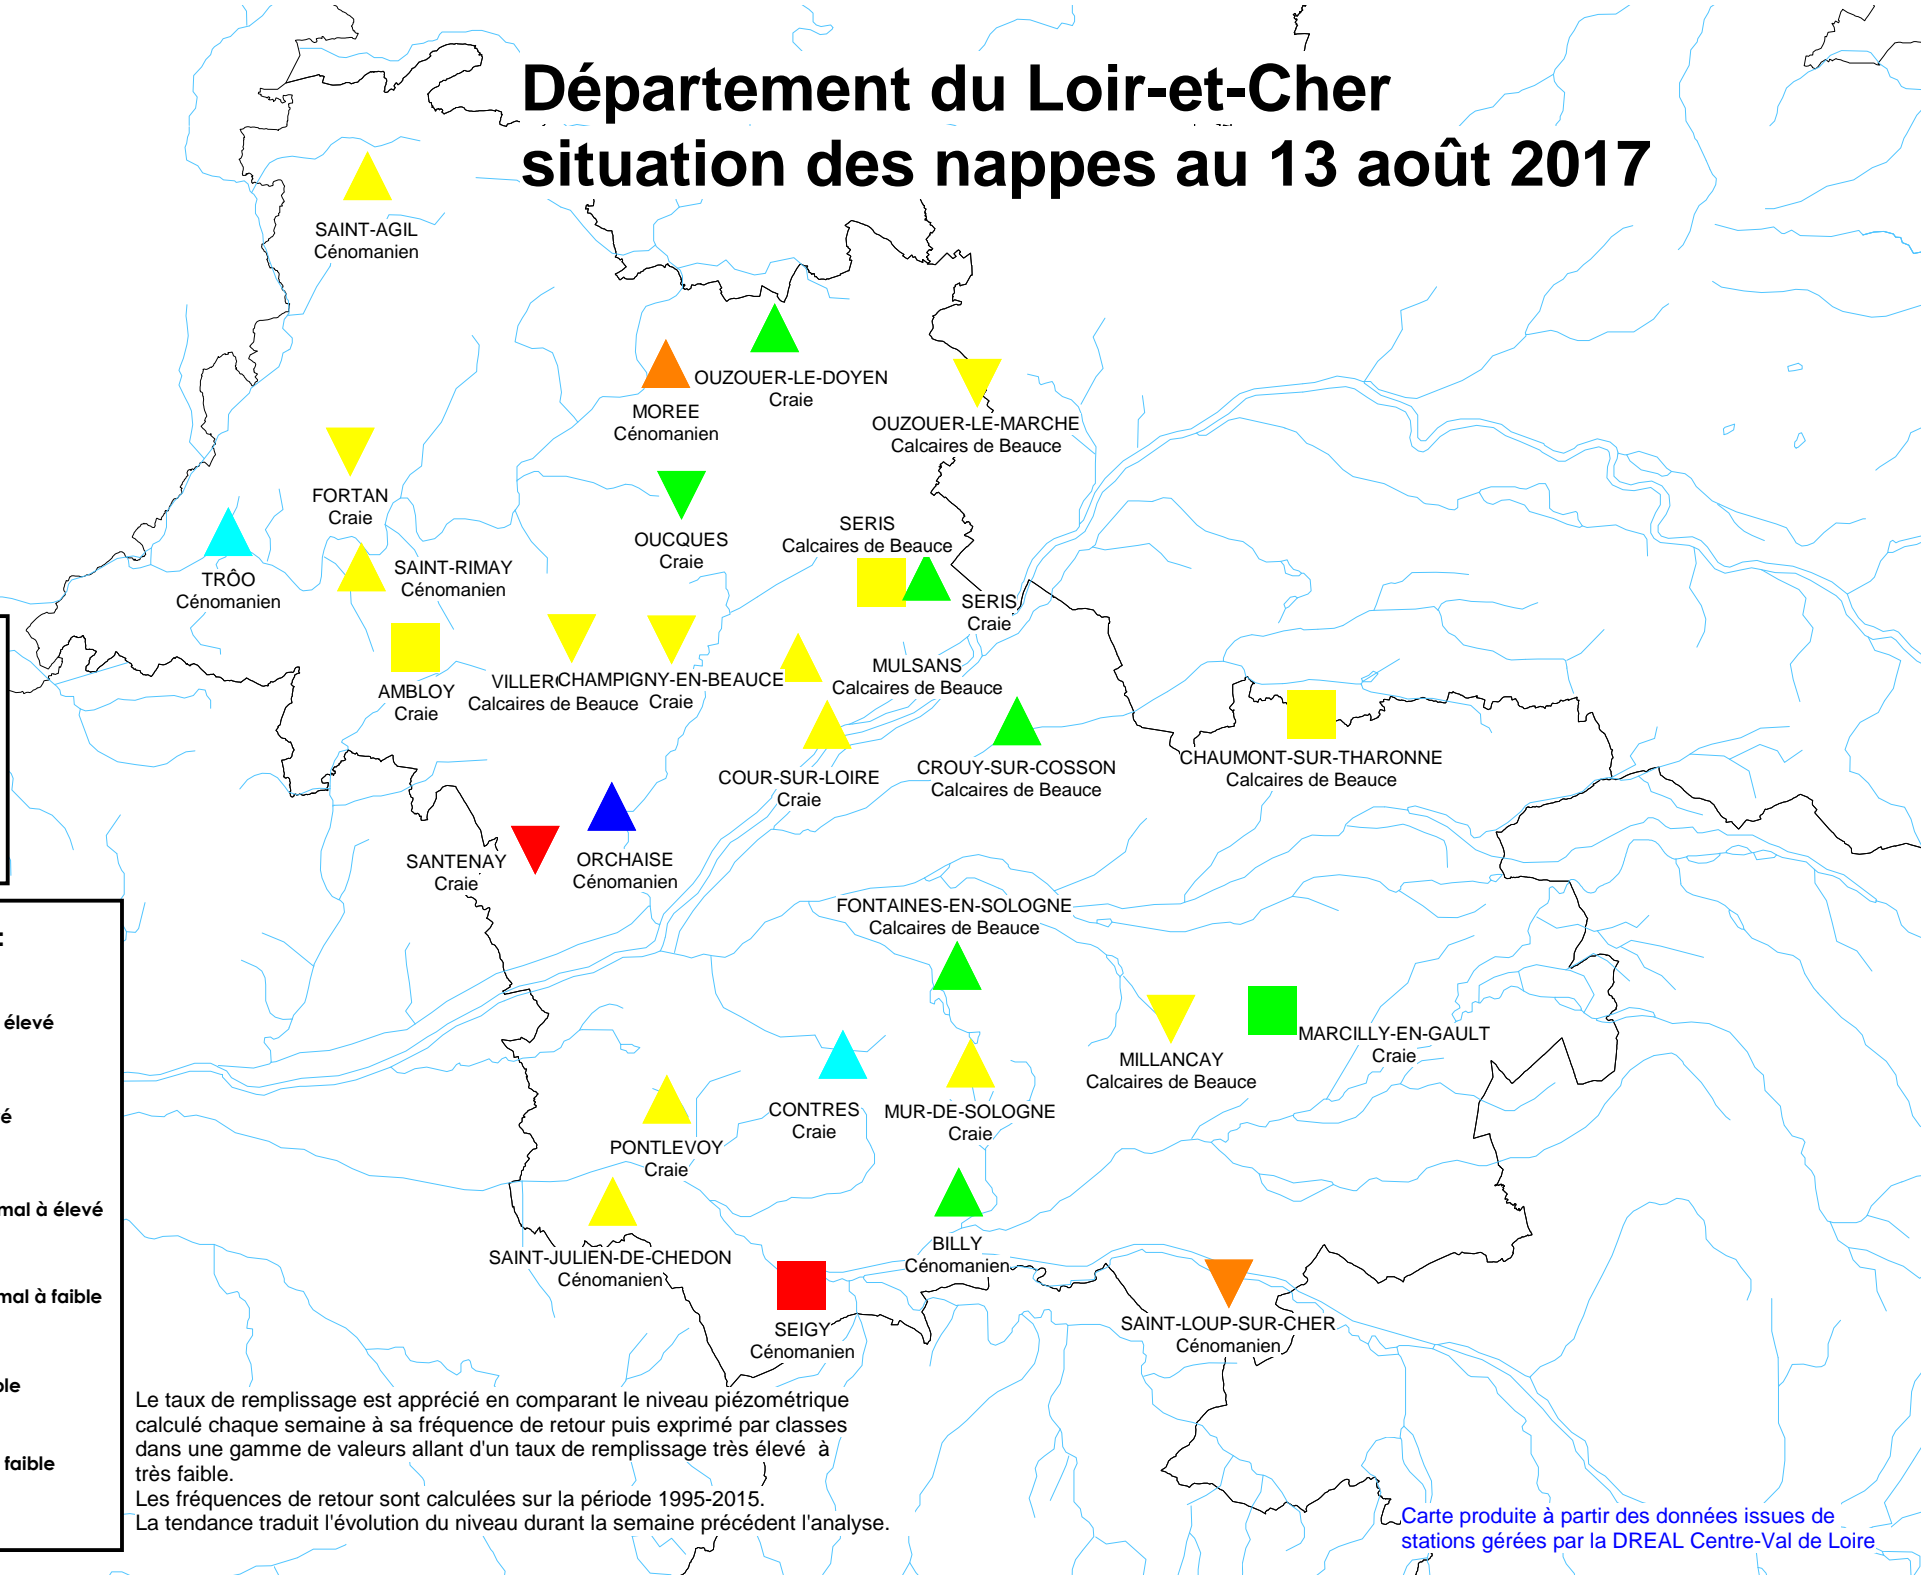 Département du Loir-et-Cher
situation des nappes au 13 août 2017
SAINT-AGIL
Cénomanien
OUZOUER-LE-DOYEN
Craie
MOREE
Cénomanien
OUZOUER-LE-MARCHE
Calcaires de Beauce
FORTAN
Craie
OUCQUES
Craie
SERIS
Calcaires de Beauce
TRÔO
Cénomanien
SAINT-RIMAY
Cénomanien
SERIS
Craie
AMBLOY
Craie
Calcaires de Beauce
CHAMPIGNY-EN-BEAUCE
Craie
MULSANS
Calcaires de Beauce
COUR-SUR-LOIRE
Craie
CROUY-SUR-COSSON
Calcaires de Beauce
CHAUMONT-SUR-THARONNE
Calcaires de Beauce
SANTENAY
Craie
ORCHAISE
Cénomanien
FONTAINES-EN-SOLOGNE
Calcaires de Beauce
MARCILLY-EN-GAULT
Craie
MILLANCAY
Calcaires de Beauce
CONTRES
Craie
MUR-DE-SOLOGNE
Craie
PONTLEVOY
Craie
SAINT-JULIEN-DE-CHEDON
Cénomanien
BILLY
Cénomanien
SEIGY
Cénomanien
SAINT-LOUP-SUR-CHER
Cénomanien
:
élevé
é
mal à élevé
mal à faible
ble
faible
Le taux de remplissage est apprécié en comparant le niveau piézométrique
calculé chaque semaine à sa fréquence de retour puis exprimé par classes
dans une gamme de valeurs allant d'un taux de remplissage très élevé à
très faible.
Les fréquences de retour sont calculées sur la période 1995-2015.
La tendance traduit l'évolution du niveau durant la semaine précédent l'analyse.
Carte produite à partir des données issues de
stations gérées par la DREAL Centre-Val de Loire